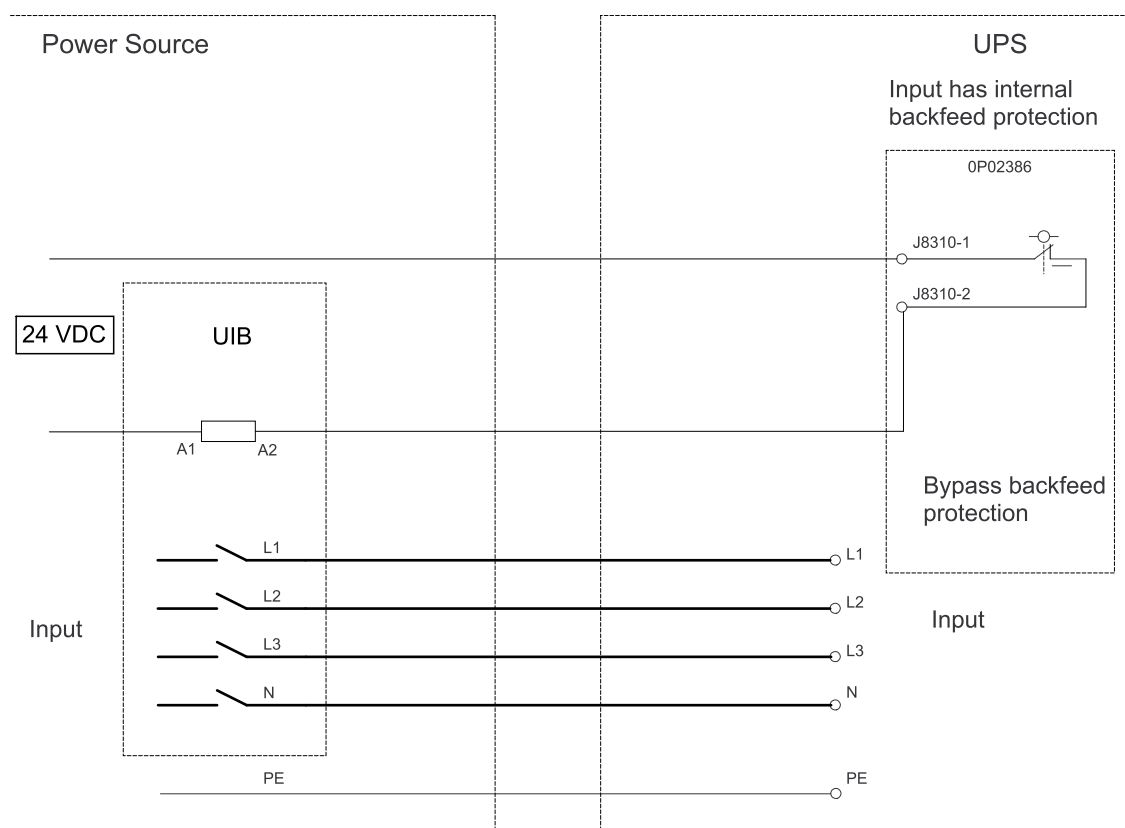 Power Source
UPS
Input has internal
backfeed protection
0P02386
J8310-1
J8310-2
24 VDC
UIB
A1
A2
Bypass backfeed
protection
L1
L1
L2
L2
Input
Input
L3
L3
N
N
PE
PE